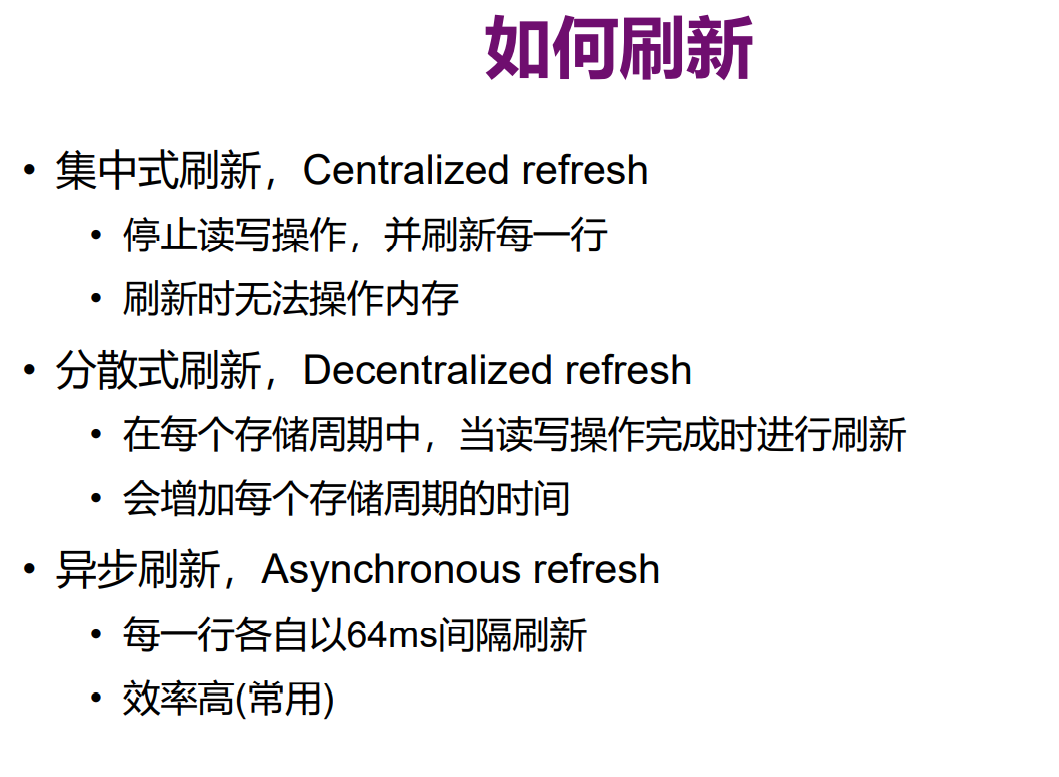 如何刷新
• 集中式刷新，Centralized refresh
• 停止读写操作，并刷新每一行
• 刷新时无法操作内存
• 分散式刷新，Decentralized refresh
• 在每个存储周期中，当读写操作完成时进行刷新
• 会增加每个存储周期的时间
• 异步刷新，Asynchronous refresh
• 每一行各自以64ms间隔刷新
• 效率高(常用)